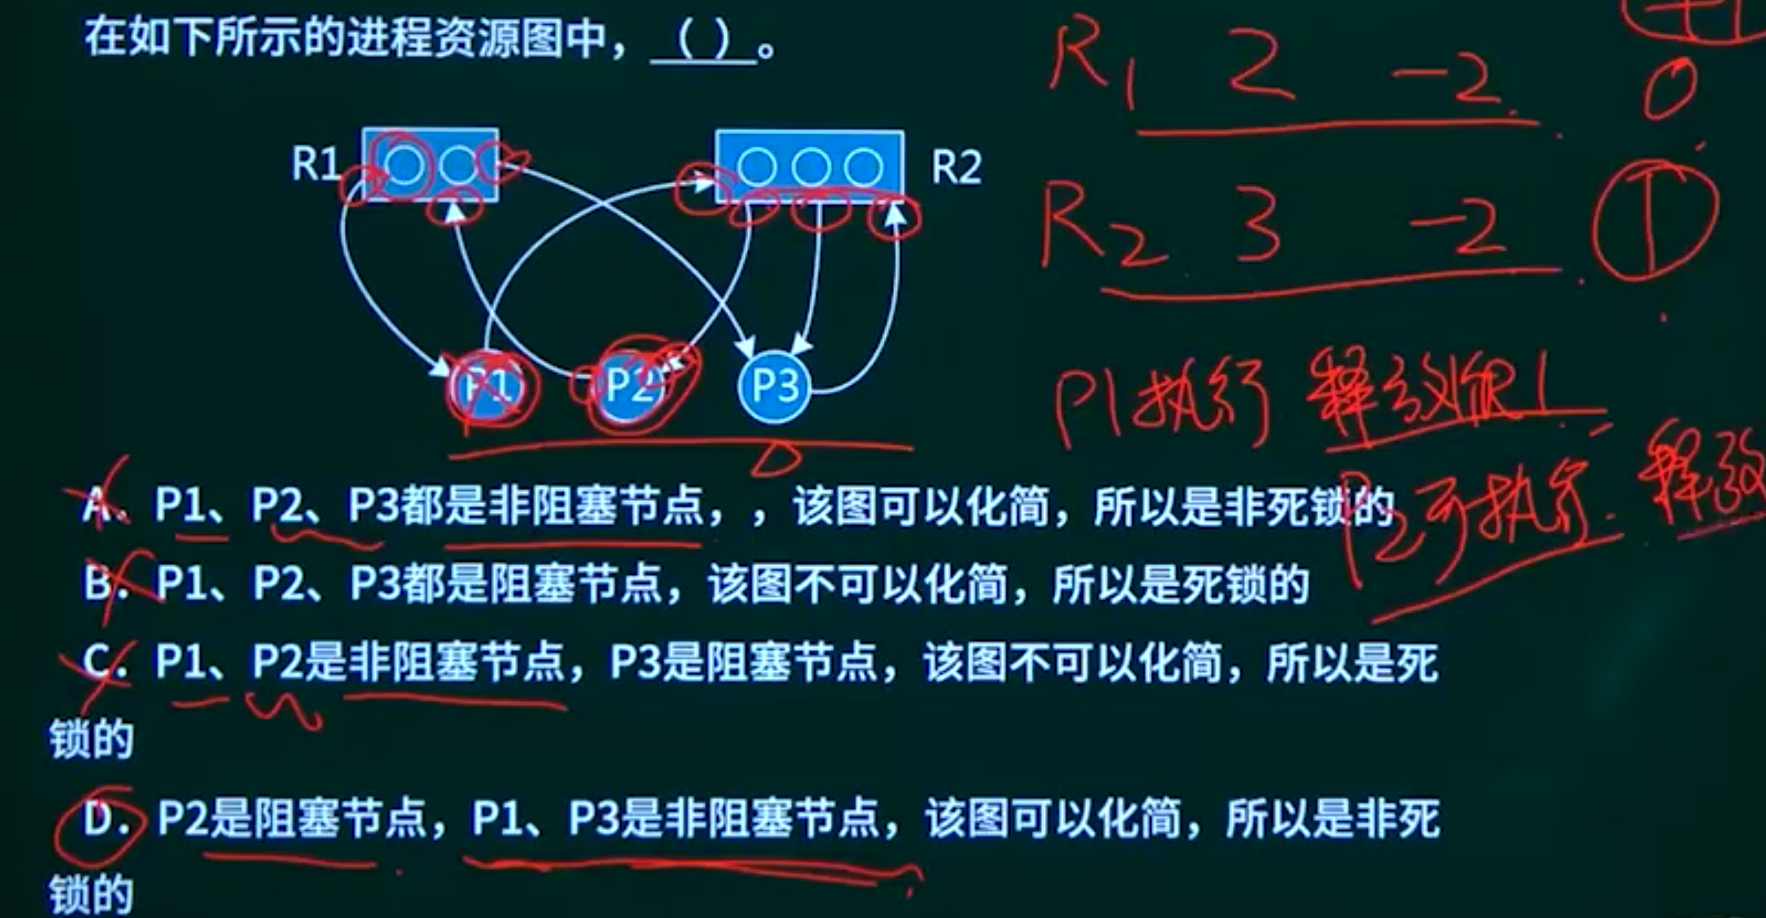 在如下所示的进程资源图中，（ ）。
R1
R2
P1
P2
P3
A、P1、P2、P3都是非阻塞节点，，该图可以化简，所以是非死锁的
B．P1、P2、P3都是阻塞节点，该图不可以化简，所以是死锁的
C．P1、P2是非阻塞节点，P3是阻塞节点，该图不可以化简，所以是死
锁的
D．P2是阻塞节点，P1、P3是非阻塞节点，该图可以化简，所以是非死
锁的
+1
R1 2 -2 0
R2 3 -2 1
P1执行 释放R1
P2可执行 释放